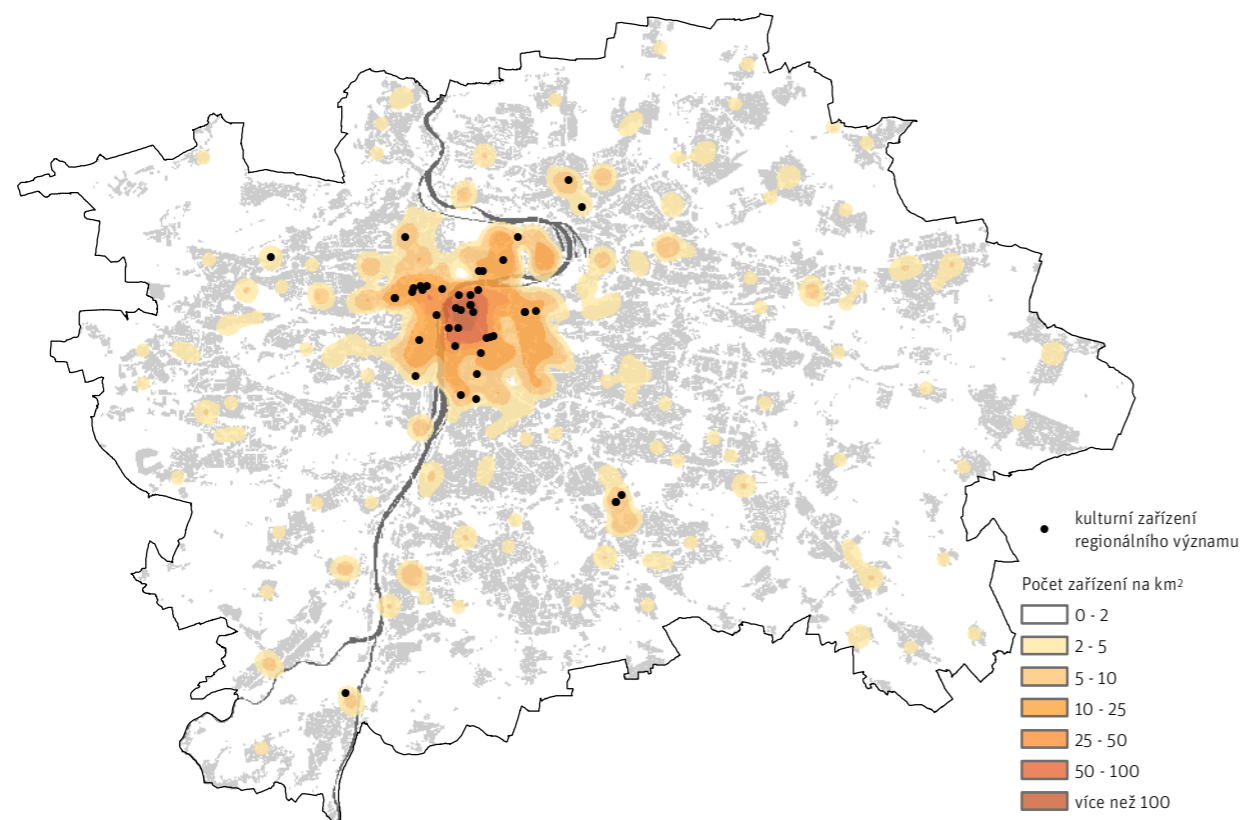 kulturní zařízení
regionálního významu
Počet zařízení na km²
0 - 2
2 - 5
5 - 10
10 - 25
25 - 50
50 - 100
více než 100